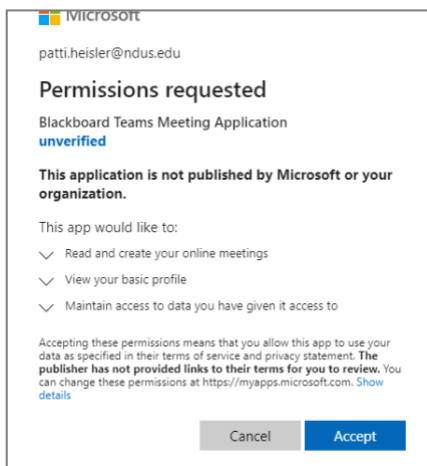 Microsoft
patti.heisler@ndus.edu
Permissions requested
Blackboard Teams Meeting Application
unverified
This application is not published by Microsoft or your
organization.
This app would like to:
Read and create your online meetings
View your basic profile
Maintain access to data you have given it access to
Accepting these permissions means that you allow this app to use your
data as specified in their terms of service and privacy statement. The
publisher has not provided links to their terms for you to review. You
can change these permissions at https://myapps.microsoft.com. Show
details
Cancel Accept